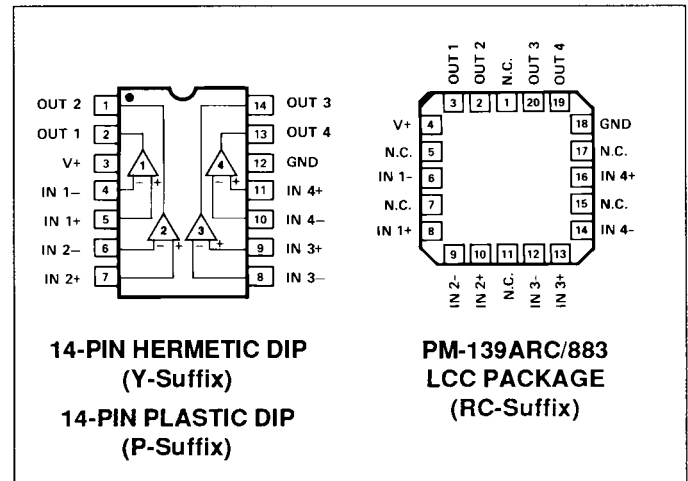 OUT 2 1 14 OUT 3
OUT 1 2 13 OUT 4
V+ 3 12 GND
IN 1– 4 11 IN 4+
IN 1+ 5 10 IN 4–
IN 2– 6 9 IN 3+
IN 2+ 7 8 IN 3–
1 – +
4 – +
2 – +
3 – +
14-PIN HERMETIC DIP
(Y-Suffix)
14-PIN PLASTIC DIP
(P-Suffix)
OUT 1 OUT 2 N.C. OUT 3 OUT 4
3 2 1 20 19
V+ 4 18 GND
N.C. 5 17 N.C.
IN 1- 6 16 IN 4+
N.C. 7 15 N.C.
IN 1+ 8 14 IN 4-
9 10 11 12 13
IN 2- IN 2+ N.C. IN 3- IN 3+
PM-139ARC/883
LCC PACKAGE
(RC-Suffix)